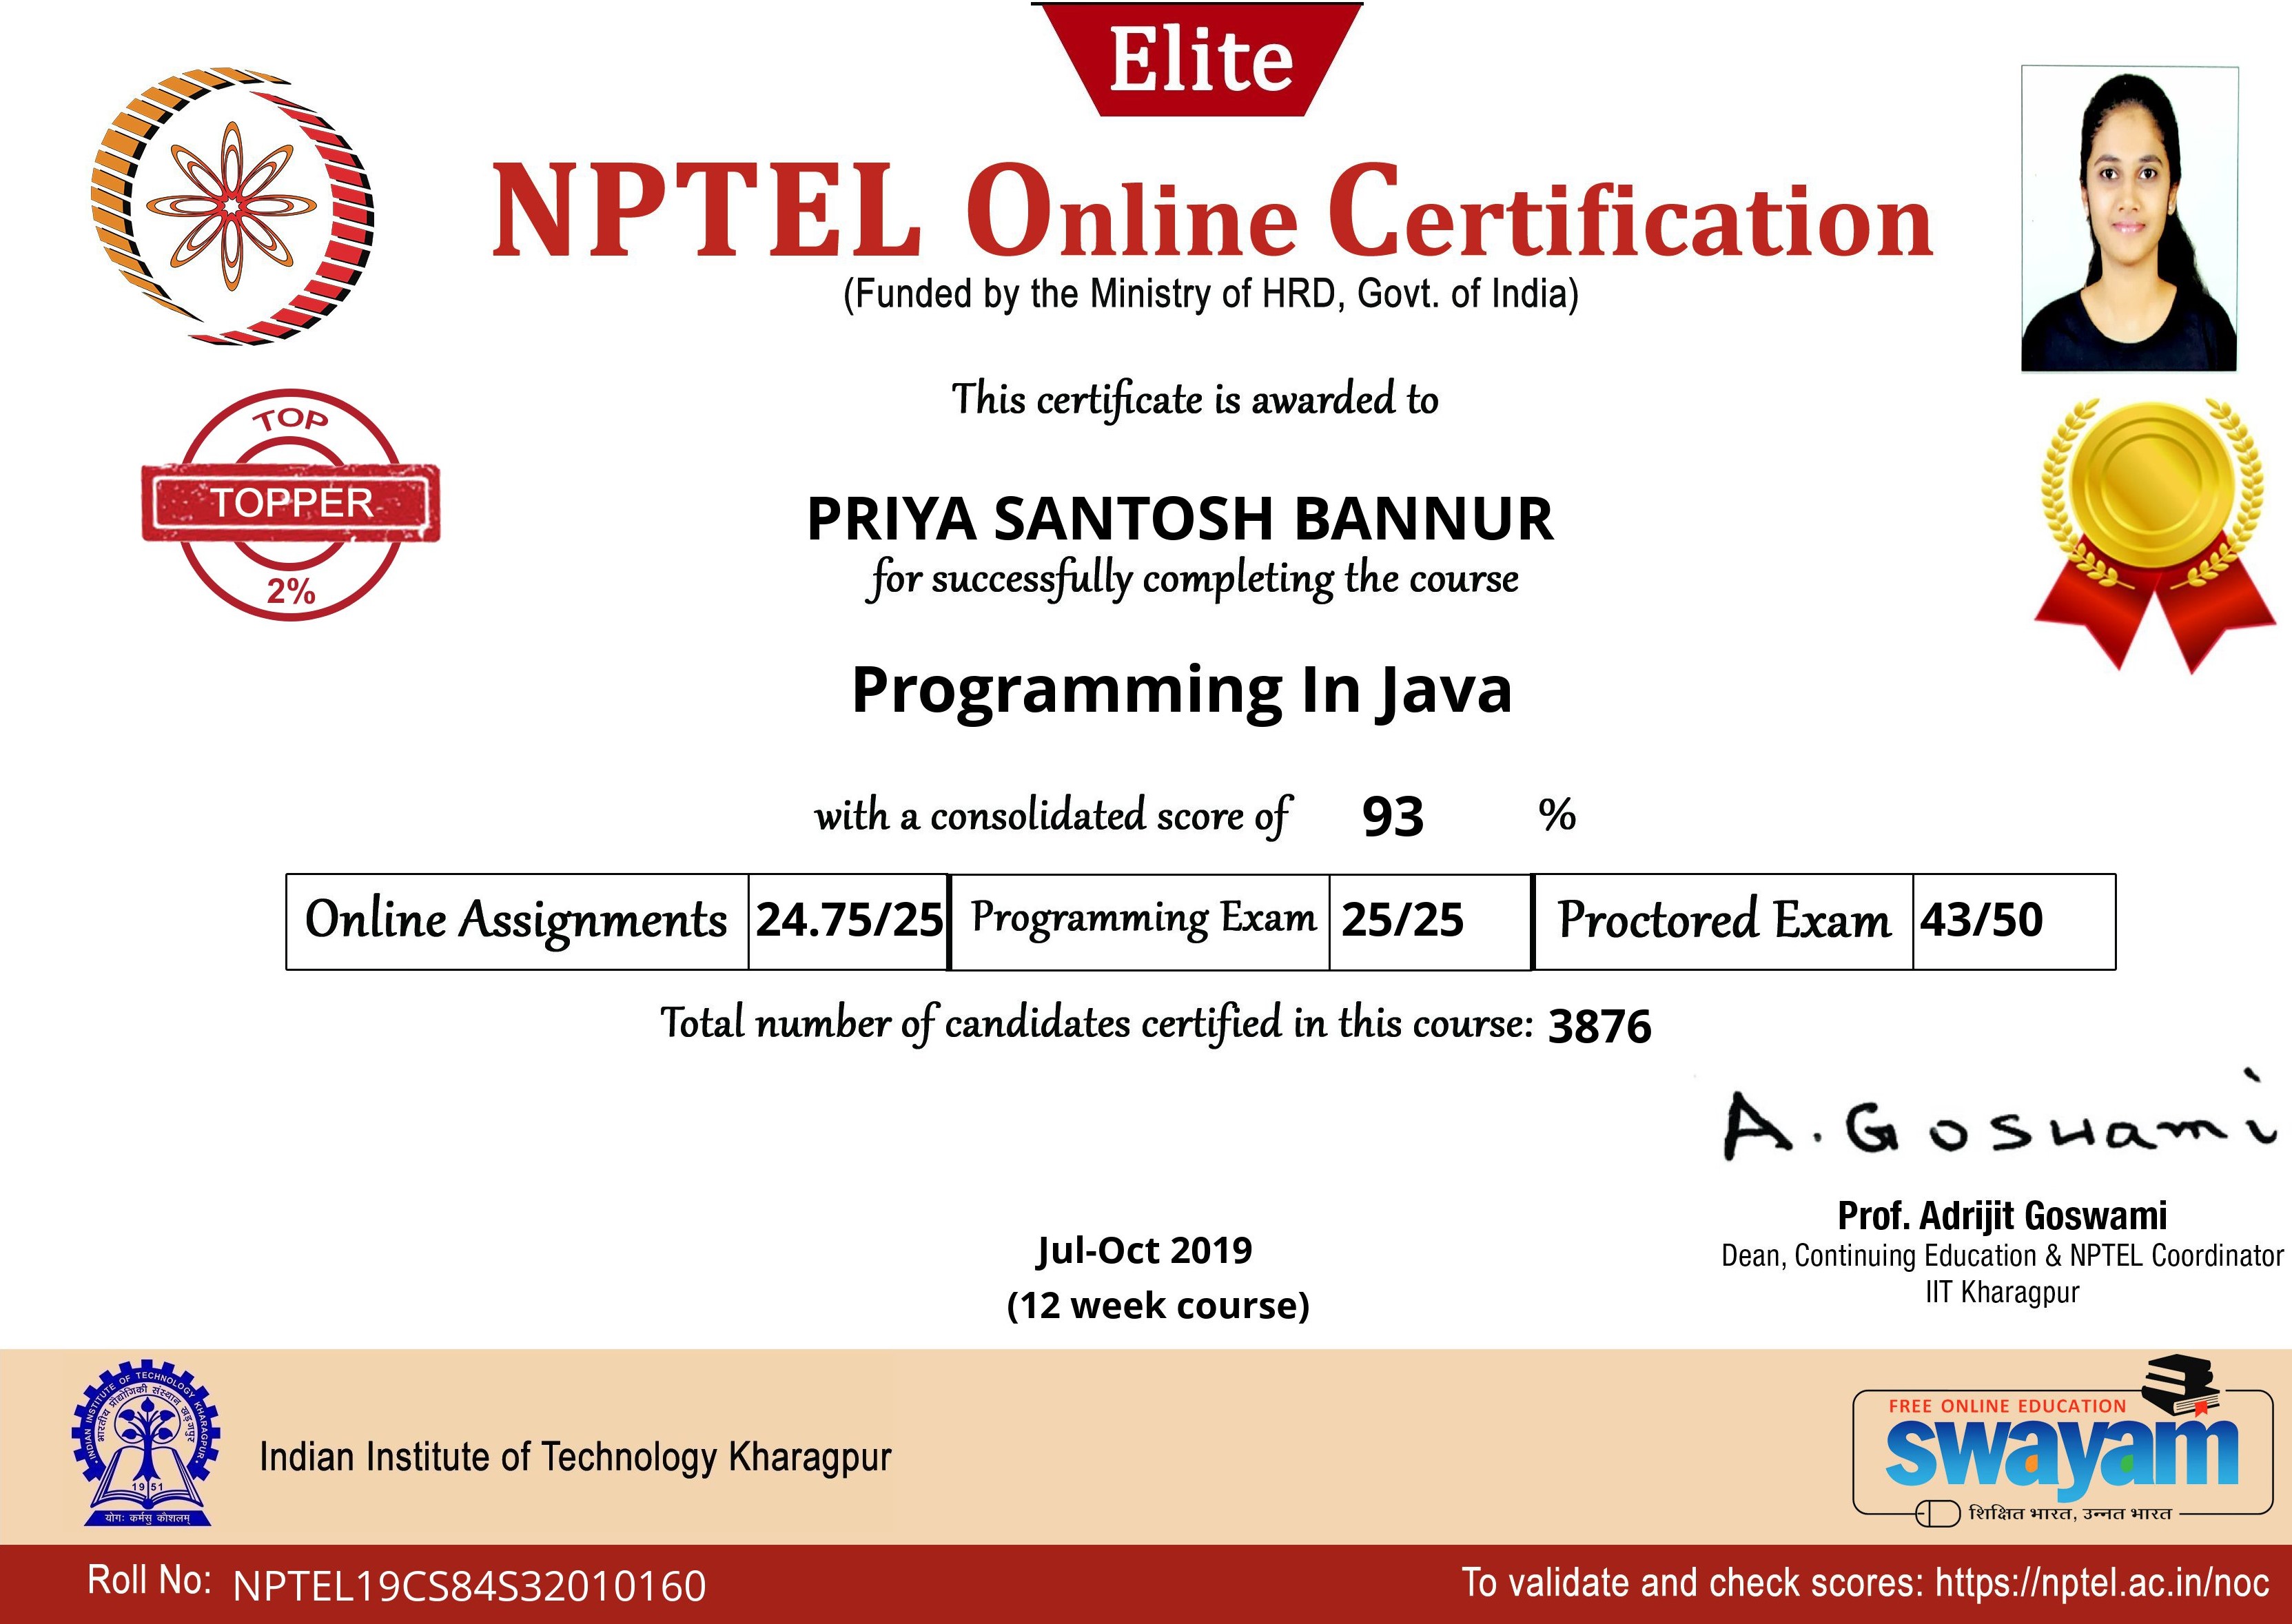 Elite
NPTEL Online Certification
(Funded by the Ministry of HRD, Govt. of India)
This certificate is awarded to
TOP
TOPPER
2%
PRIYA SANTOSH BANNUR
for successfully completing the course
Programming In Java
with a consolidated score of 93 %
Online Assignments 24.75/25 Programming Exam 25/25 Proctored Exam 43/50
Total number of candidates certified in this course: 3876
A. Goswami
Prof. Adrijit Goswami
Dean, Continuing Education & NPTEL Coordinator
IIT Kharagpur
Jul-Oct 2019
(12 week course)
INDIAN INSTITUTE OF TECHNOLOGY KHARAGPUR
भारतीय प्रौद्योगिकी संस्थान खड़गपुर
1951
योगः कर्मसु कौशलम्
Indian Institute of Technology Kharagpur
FREE ONLINE EDUCATION
swayam
शिक्षित भारत, उन्नत भारत
Roll No: NPTEL19CS84S32010160
To validate and check scores: https://nptel.ac.in/noc